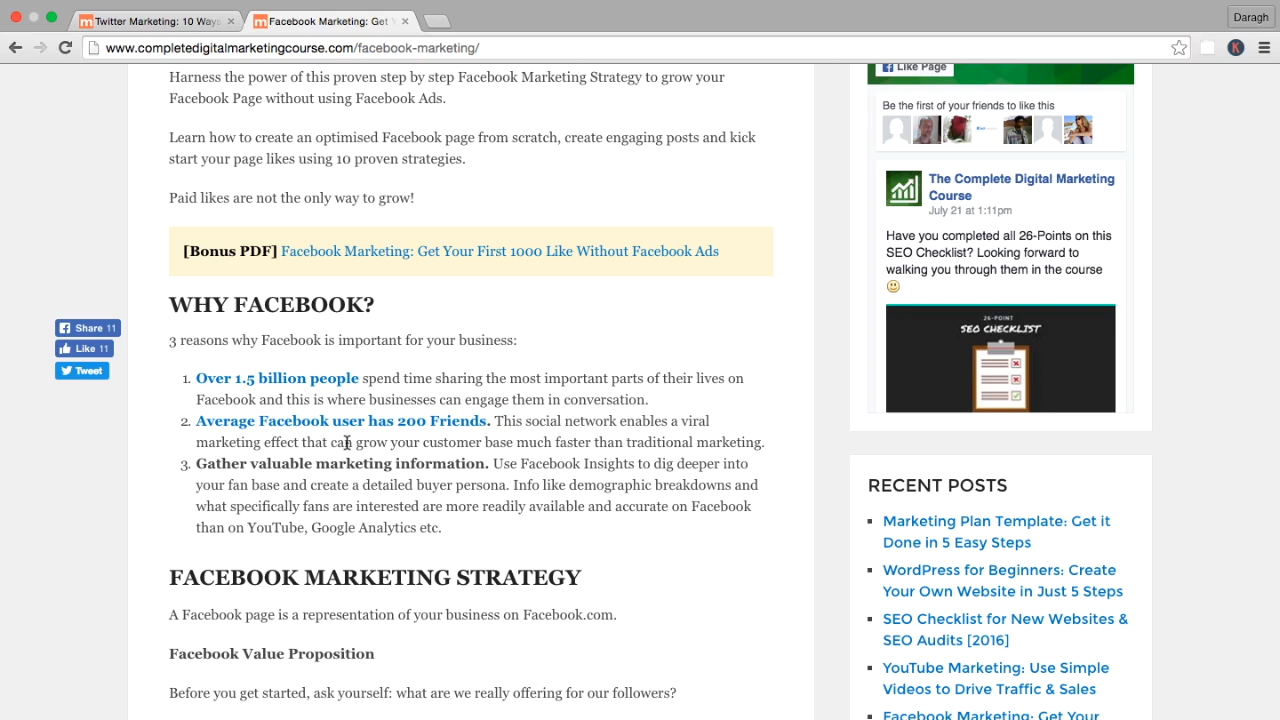 Twitter Marketing: 10 Ways
Facebook Marketing: Get
Daragh
www.completedigitalmarketingcourse.com/facebook-marketing/
Harness the power of this proven step by step Facebook Marketing Strategy to grow your
Facebook Page without using Facebook Ads.
Learn how to create an optimised Facebook page from scratch, create engaging posts and kick
start your page likes using 10 proven strategies.
Paid likes are not the only way to grow!
[Bonus PDF] Facebook Marketing: Get Your First 1000 Like Without Facebook Ads
WHY FACEBOOK?
Share 11
Like 11
Tweet
3 reasons why Facebook is important for your business:
1. Over 1.5 billion people spend time sharing the most important parts of their lives on
Facebook and this is where businesses can engage them in conversation.
2. Average Facebook user has 200 Friends. This social network enables a viral
marketing effect that can grow your customer base much faster than traditional marketing.
3. Gather valuable marketing information. Use Facebook Insights to dig deeper into
your fan base and create a detailed buyer persona. Info like demographic breakdowns and
what specifically fans are interested are more readily available and accurate on Facebook
than on YouTube, Google Analytics etc.
FACEBOOK MARKETING STRATEGY
A Facebook page is a representation of your business on Facebook.com.
Facebook Value Proposition
Before you get started, ask yourself: what are we really offering for our followers?
Like Page
Be the first of your friends to like this
The Complete Digital Marketing
Course
July 21 at 1:11pm
Have you completed all 26-Points on this
SEO Checklist? Looking forward to
walking you through them in the course
26-POINT
SEO CHECKLIST
RECENT POSTS
Marketing Plan Template: Get it
Done in 5 Easy Steps
WordPress for Beginners: Create
Your Own Website in Just 5 Steps
SEO Checklist for New Websites &
SEO Audits [2016]
YouTube Marketing: Use Simple
Videos to Drive Traffic & Sales
Facebook Marketing: Get Your